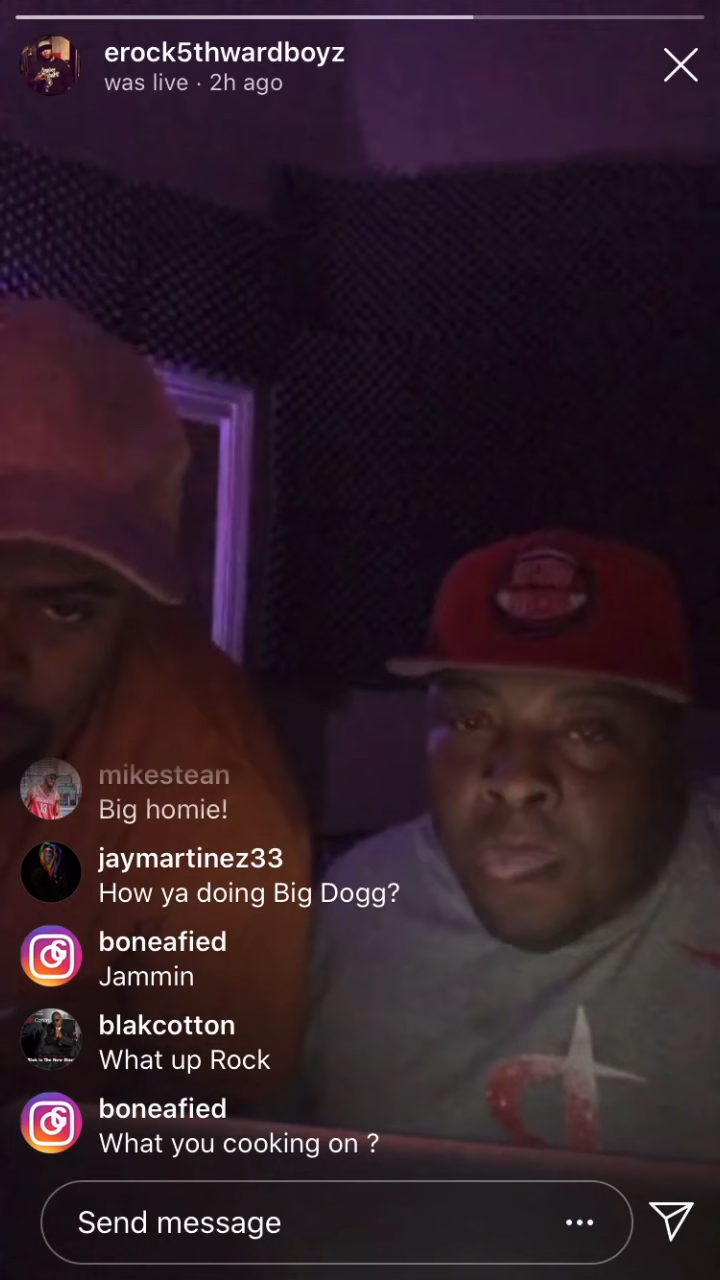 erock5thwardboyz
was live · 2h ago
mikestean
Big homie!
jaymartinez33
How ya doing Big Dogg?
boneafied
Jammin
blakcotton
What up Rock
boneafied
What you cooking on ?
Send message